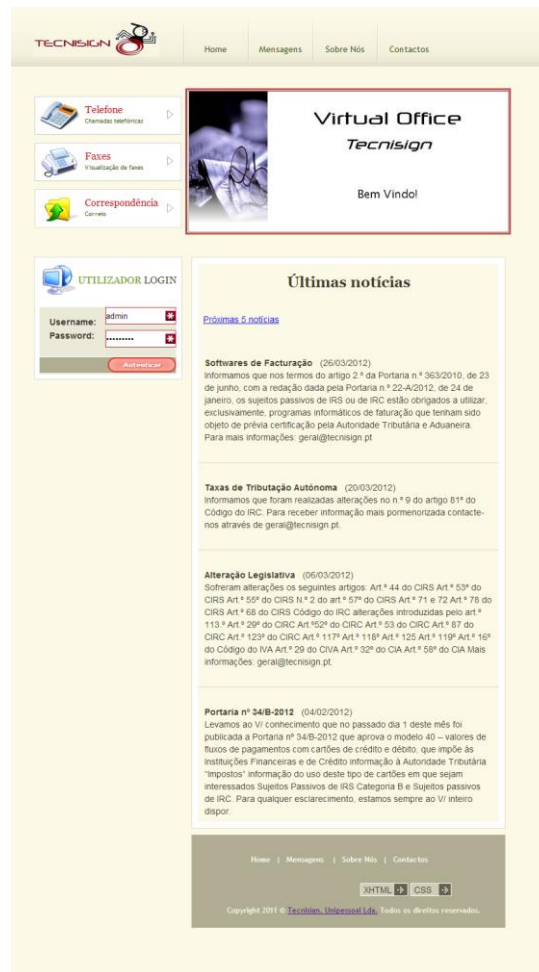 TECNISIGN
Home Mensagens Sobre Nós Contactos
Telefone
Chamadas telefónicas
Faxes
Visualização de faxes
Correspondência
Correio
Virtual Office
Tecnisign
Bem Vindo!
UTILIZADOR LOGIN
Username: admin
Password: ••••••••
Autenticar
Últimas notícias
Próximas 5 notícias
Softwares de Facturação (26/03/2012)
Informamos que nos termos do artigo 2.º da Portaria n.º 363/2010, de 23
de junho, com a redação dada pela Portaria n.º 22-A/2012, de 24 de
janeiro, os sujeitos passivos de IRS ou de IRC estão obrigados a utilizar,
exclusivamente, programas informáticos de faturação que tenham sido
objeto de prévia certificação pela Autoridade Tributária e Aduaneira.
Para mais informações: geral@tecnisign.pt
Taxas de Tributação Autónoma (20/03/2012)
Informamos que foram realizadas alterações no n.º 9 do artigo 81º do
Código do IRC. Para receber informação mais pormenorizada contacte-
nos através de geral@tecnisign.pt.
Alteração Legislativa (06/03/2012)
Sofreram alterações os seguintes artigos: Art.º 44 do CIRS Art.º 53º do
CIRS Art.º 55º do CIRS N.º 2 do art.º 57º do CIRS Art.º 71 e 72 Art.º 78 do
CIRS Art.º 68 do CIRS Código do IRC alterações introduzidas pelo art.º
113.º Art.º 29º do CIRC Art.º52º do CIRC Art.º 53 do CIRC Art.º 87 do
CIRC Art.º 123º do CIRC Art.º 117º Art.º 118º Art.º 125 Art.º 119º Art.º 16º
do Código do IVA Art.º 29 do CIVA Art.º 32º do CIA Art.º 58º do CIA Mais
informações: geral@tecnisign.pt.
Portaria nº 34/B-2012 (04/02/2012)
Levamos ao V/ conhecimento que no passado dia 1 deste mês foi
publicada a Portaria nº 34/B-2012 que aprova o modelo 40 – valores de
fluxos de pagamentos com cartões de crédito e débito, que impõe às
Instituições Financeiras e de Crédito informação à Autoridade Tributária
"Impostos" informação do uso deste tipo de cartões em que sejam
interessados Sujeitos Passivos de IRS Categoria B e Sujeitos passivos
de IRC. Para qualquer esclarecimento, estamos sempre ao V/ inteiro
dispor.
Home | Mensagens | Sobre Nós | Contactos
XHTML CSS
Copyright 2011 © Tecnisign, Unipessoal Lda. Todos os direitos reservados.